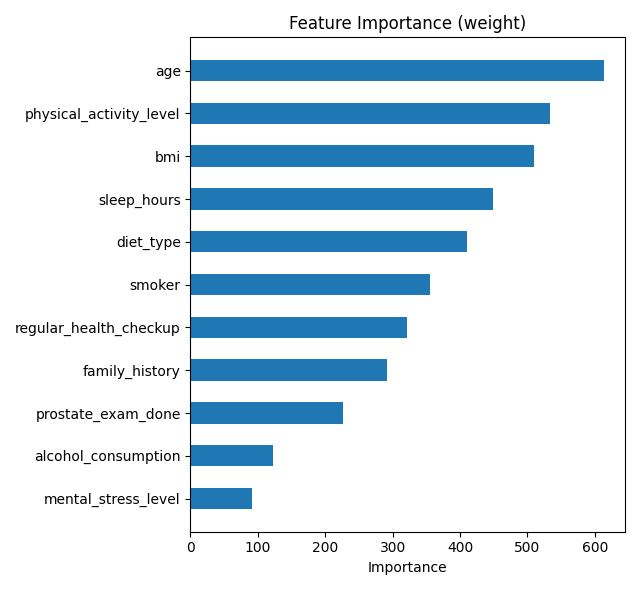 Feature Importance (weight)
age
physical_activity_level
bmi
sleep_hours
diet_type
smoker
regular_health_checkup
family_history
prostate_exam_done
alcohol_consumption
mental_stress_level
0 100 200 300 400 500 600
Importance